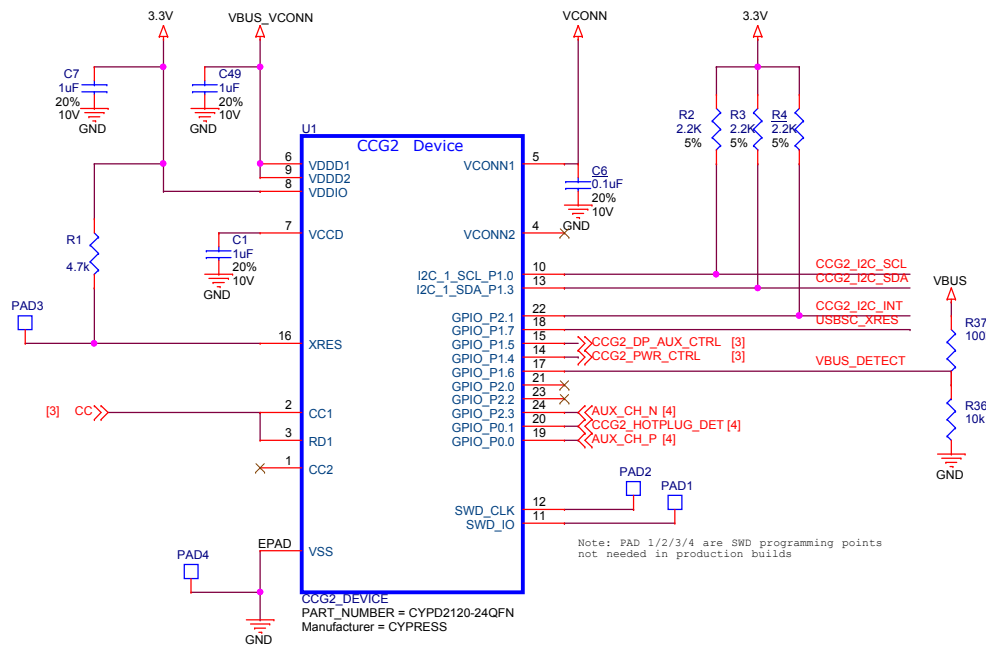 3.3V
VBUS_VCONN
VCONN
3.3V
C7
1uF
20%
10V
GND
C49
1uF
20%
10V
GND
U1
CCG2 Device
6 VDDD1
9 VDDD2
8 VDDIO
7 VCCD
16 XRES
2 CC1
3 RD1
1 CC2
EPAD VSS
VCONN1 5
VCONN2 4
I2C_1_SCL_P1.0 10
I2C_1_SDA_P1.3 13
GPIO_P2.1 22
GPIO_P1.7 18
GPIO_P1.5 15
GPIO_P1.4 14
GPIO_P1.6 17
GPIO_P2.0 21
GPIO_P2.2 23
GPIO_P2.3 24
GPIO_P0.1 20
GPIO_P0.0 19
SWD_CLK 12
SWD_IO 11
R1
4.7k
C1
1uF
20%
10V
GND
PAD3
[3] CC
PAD4
GND
C6
0.1uF
20%
10V
GND
R2
2.2K
5%
R3
2.2K
5%
R4
2.2K
5%
CCG2_I2C_SCL
CCG2_I2C_SDA
CCG2_I2C_INT
USBSC_XRES
CCG2_DP_AUX_CTRL [3]
CCG2_PWR_CTRL [3]
VBUS_DETECT
AUX_CH_N [4]
CCG2_HOTPLUG_DET [4]
AUX_CH_P [4]
VBUS
R37
100
R36
10k
GND
PAD2
PAD1
Note: PAD 1/2/3/4 are SWD programming points
not needed in production builds
CCG2_DEVICE
PART_NUMBER = CYPD2120-24QFN
Manufacturer = CYPRESS